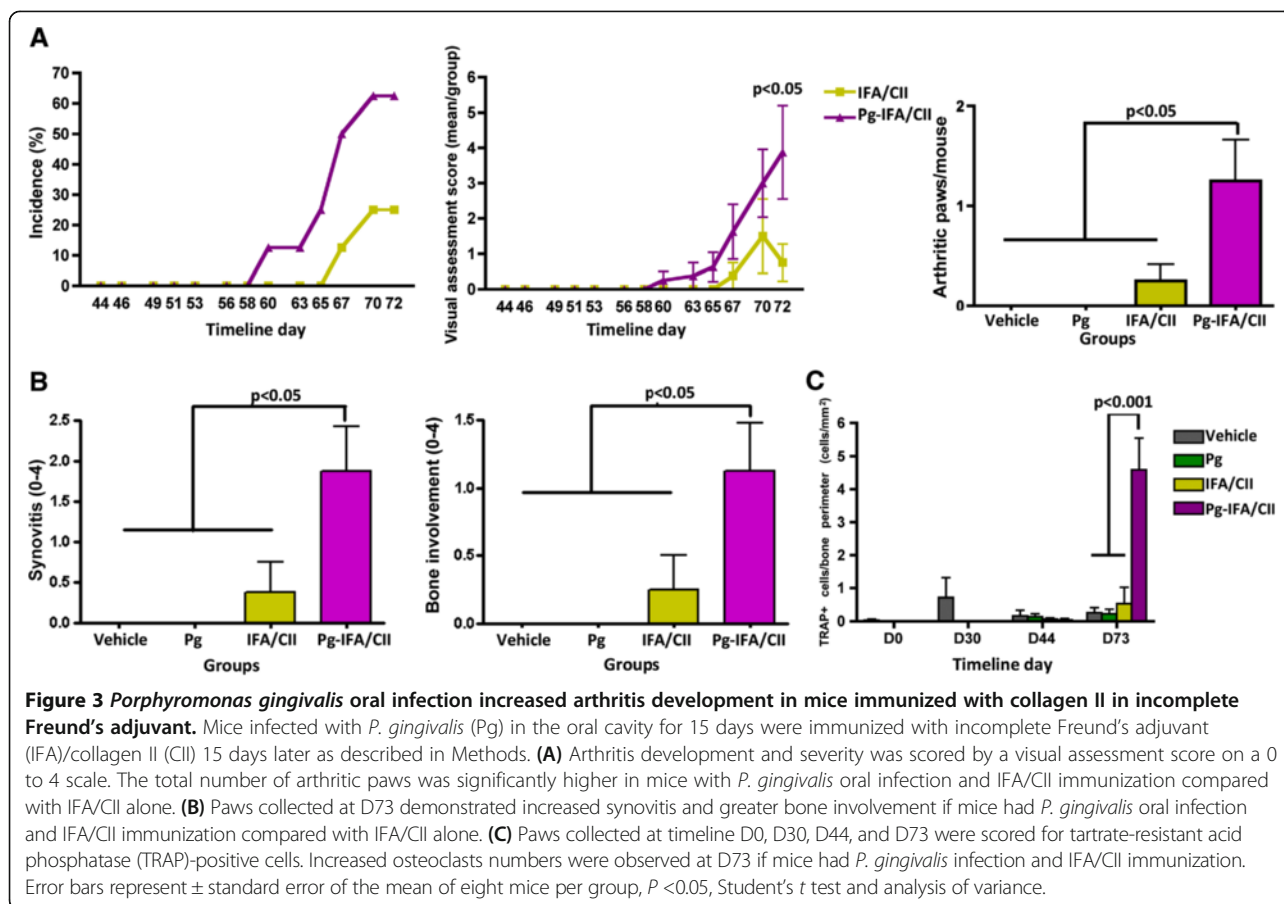 A
70
60
50
40
30
20
10
0
Incidence (%)
44 46 49 51 53 56 58 60 63 65 67 70 72
Timeline day
6
5
4
3
2
1
0
Visual assessment score (mean/group)
44 46 49 51 53 56 58 60 63 65 67 70 72
Timeline day
p<0.05
IFA/CII
Pg-IFA/CII
2
1
0
Arthritic paws/mouse
p<0.05
Vehicle Pg IFA/CII Pg-IFA/CII
Groups
B
2.5
2.0
1.5
1.0
0.5
0.0
Synovitis (0-4)
p<0.05
Vehicle Pg IFA/CII Pg-IFA/CII
Groups
1.5
1.0
0.5
0.0
Bone involvement (0-4)
p<0.05
Vehicle Pg IFA/CII Pg-IFA/CII
Groups
C
6
5
4
3
2
1
0
TRAP+ cells/bone perimeter (cells/mm²)
p<0.001
Vehicle
Pg
IFA/CII
Pg-IFA/CII
D0 D30 D44 D73
Timeline day
Figure 3 Porphyromonas gingivalis oral infection increased arthritis development in mice immunized with collagen II in incomplete
Freund's adjuvant. Mice infected with P. gingivalis (Pg) in the oral cavity for 15 days were immunized with incomplete Freund's adjuvant
(IFA)/collagen II (CII) 15 days later as described in Methods. (A) Arthritis development and severity was scored by a visual assessment score on a 0
to 4 scale. The total number of arthritic paws was significantly higher in mice with P. gingivalis oral infection and IFA/CII immunization compared
with IFA/CII alone. (B) Paws collected at D73 demonstrated increased synovitis and greater bone involvement if mice had P. gingivalis oral infection
and IFA/CII immunization compared with IFA/CII alone. (C) Paws collected at timeline D0, D30, D44, and D73 were scored for tartrate-resistant acid
phosphatase (TRAP)-positive cells. Increased osteoclasts numbers were observed at D73 if mice had P. gingivalis infection and IFA/CII immunization.
Error bars represent ± standard error of the mean of eight mice per group, P <0.05, Student's t test and analysis of variance.